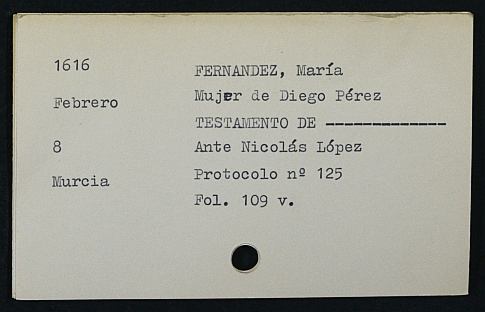 1616
Febrero
8
Murcia
FERNANDEZ, María
Mujer de Diego Pérez
TESTAMENTO DE -------------
Ante Nicolás López
Protocolo nº 125
Fol. 109 v.